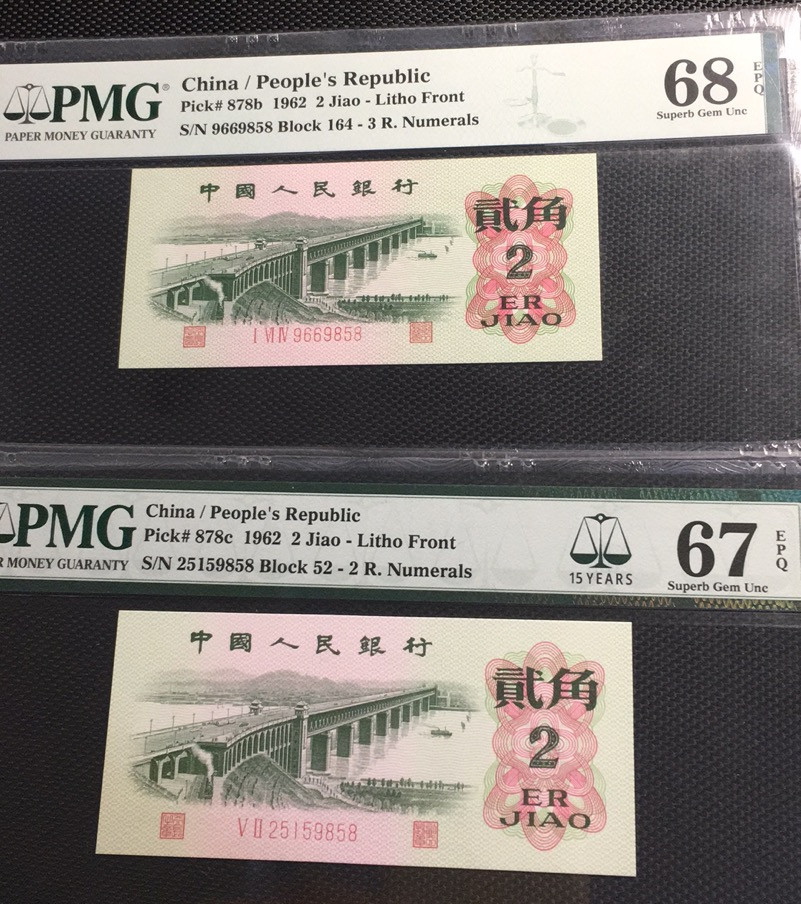 PMG®
PAPER MONEY GUARANTY
China / People's Republic
Pick# 878b 1962 2 Jiao - Litho Front
S/N 9669858 Block 164 - 3 R. Numerals
68
EPQ
Superb Gem Unc
中國人民銀行
貳角
2
ER
JIAO
I VI IV 9669858
PMG
R MONEY GUARANTY
China / People's Republic
Pick# 878c 1962 2 Jiao - Litho Front
S/N 25159858 Block 52 - 2 R. Numerals
15 YEARS
67
EPQ
Superb Gem Unc
中國人民銀行
貳角
2
ER
JIAO
V II 25159858